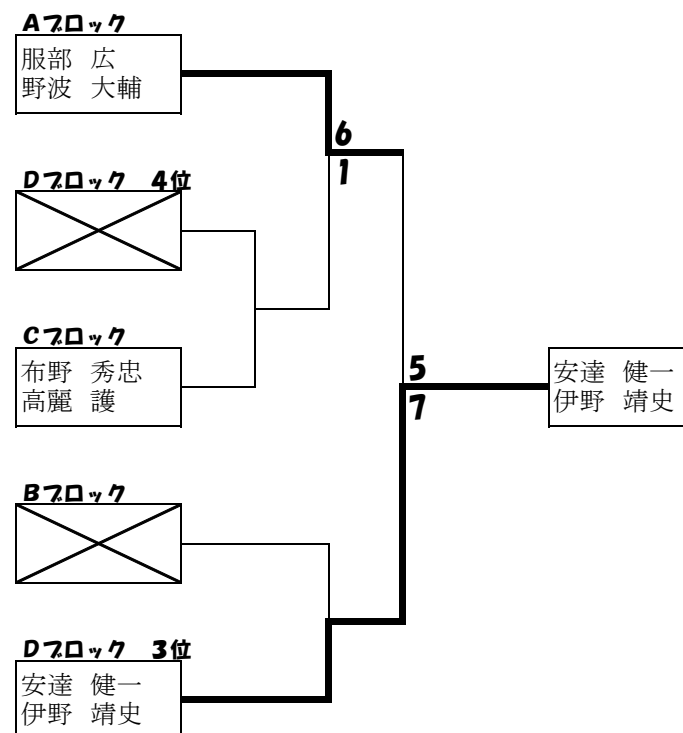 Aブロック
服部 広
野波 大輔
6
1
Dブロック 4位
Cブロック
布野 秀忠
高麗 護
5
7
安達 健一
伊野 靖史
Bブロック
Dブロック 3位
安達 健一
伊野 靖史